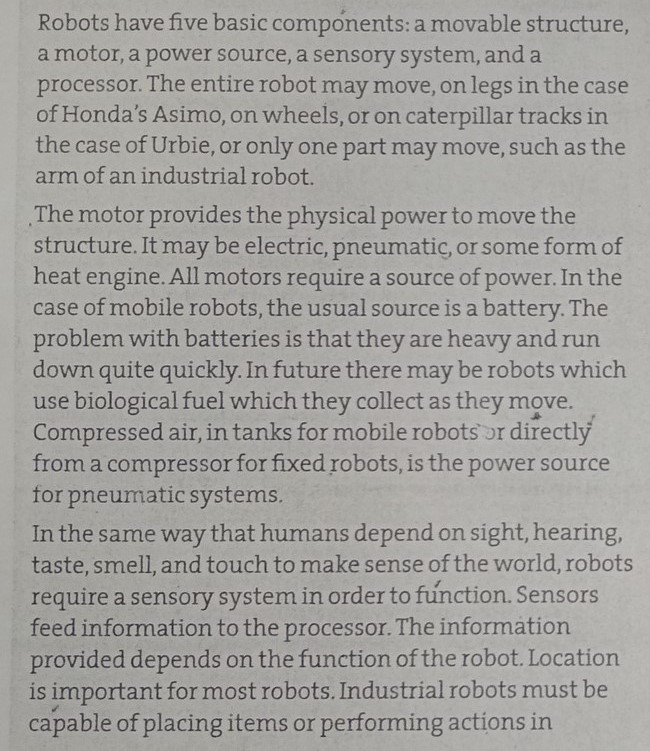 Robots have five basic components: a movable structure,
a motor, a power source, a sensory system, and a
processor. The entire robot may move, on legs in the case
of Honda's Asimo, on wheels, or on caterpillar tracks in
the case of Urbie, or only one part may move, such as the
arm of an industrial robot.
The motor provides the physical power to move the
structure. It may be electric, pneumatic, or some form of
heat engine. All motors require a source of power. In the
case of mobile robots, the usual source is a battery. The
problem with batteries is that they are heavy and run
down quite quickly. In future there may be robots which
use biological fuel which they collect as they move.
Compressed air, in tanks for mobile robots or directly
from a compressor for fixed robots, is the power source
for pneumatic systems.
In the same way that humans depend on sight, hearing,
taste, smell, and touch to make sense of the world, robots
require a sensory system in order to function. Sensors
feed information to the processor. The information
provided depends on the function of the robot. Location
is important for most robots. Industrial robots must be
capable of placing items or performing actions in